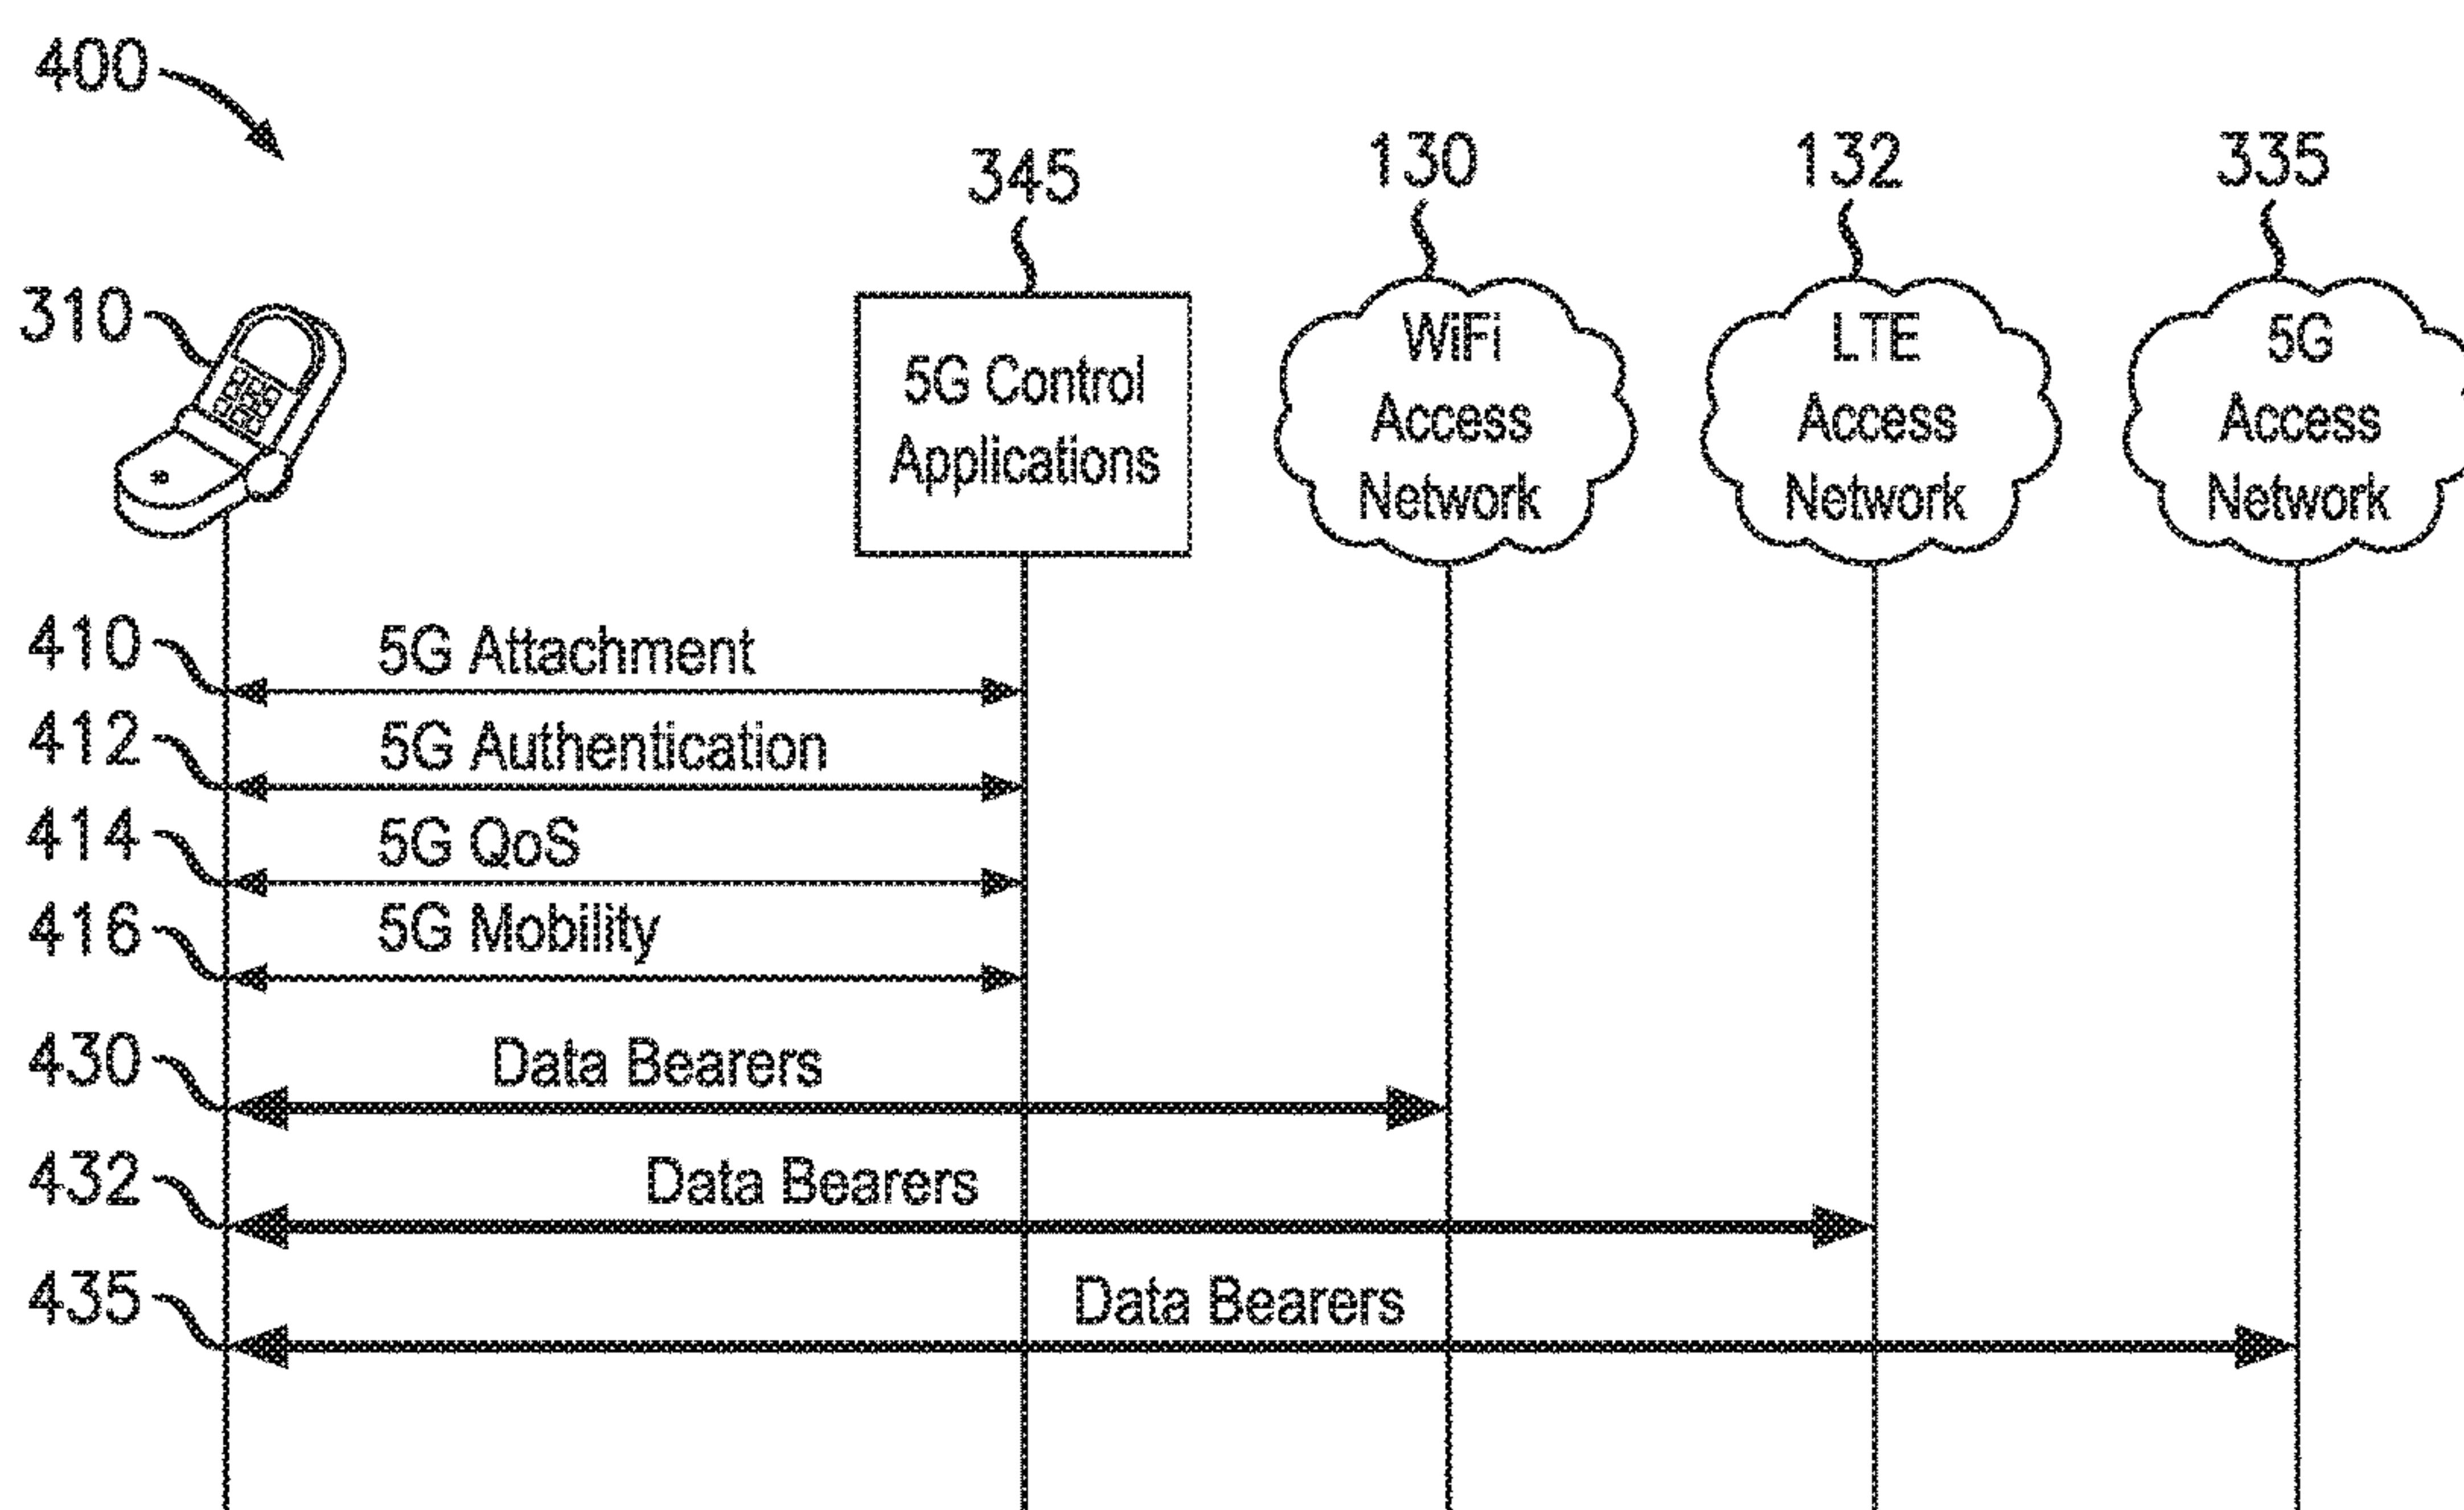 400
345
130
132
335
310
5G Control
Applications
WiFi
Access
Network
LTE
Access
Network
5G
Access
Network
410
5G Attachment
412
5G Authentication
414
5G QoS
416
5G Mobility
430
Data Bearers
432
Data Bearers
435
Data Bearers